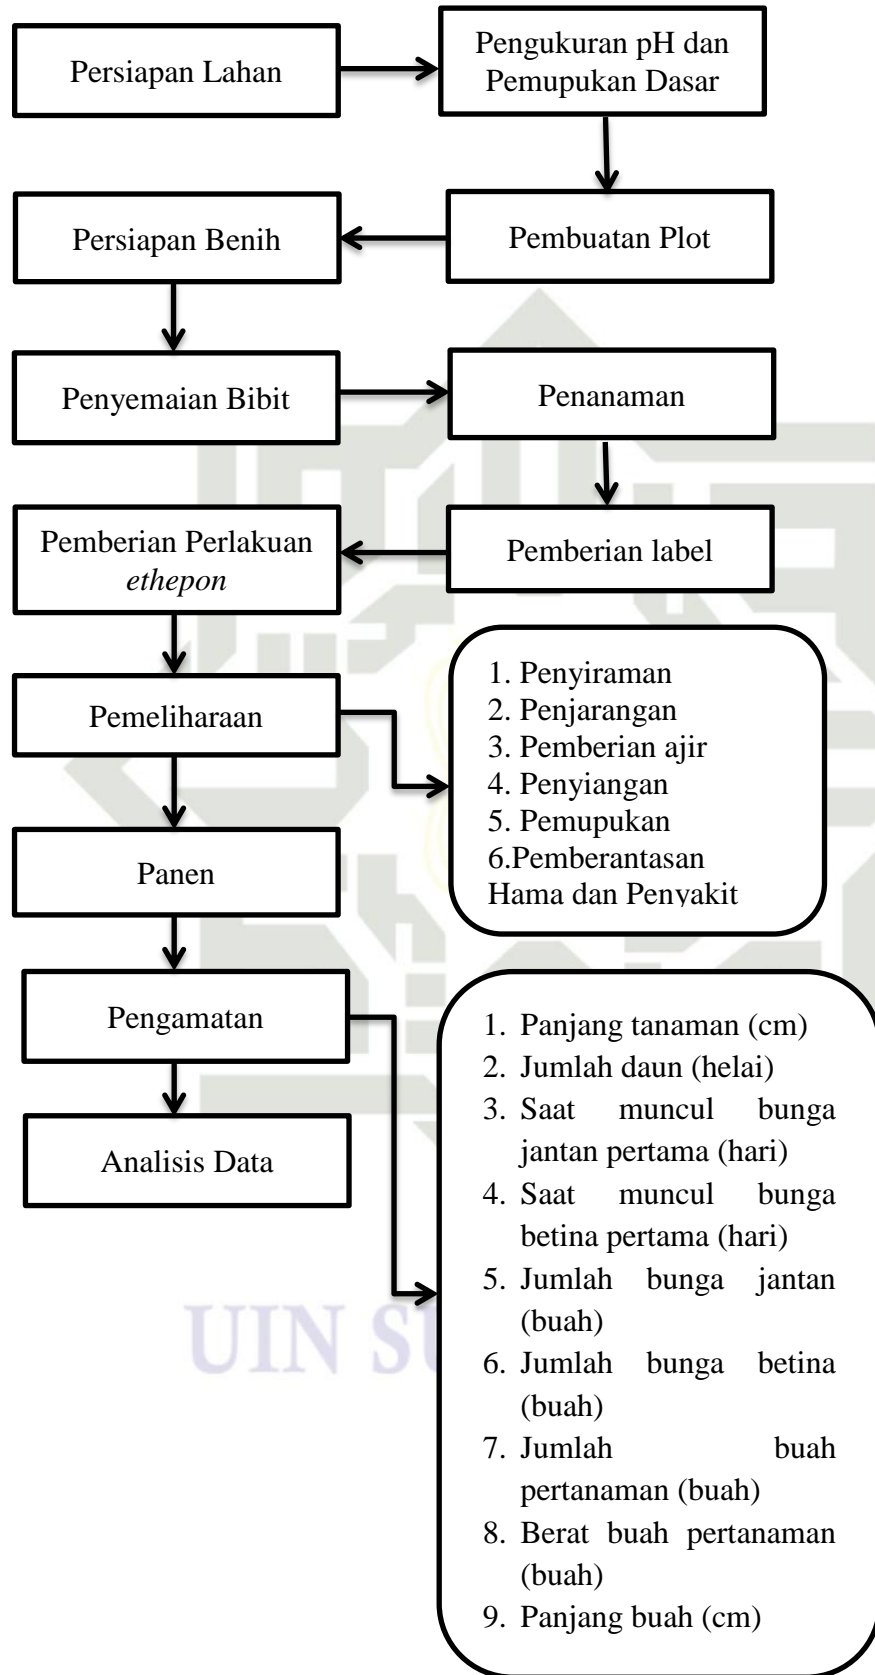 Persiapan Lahan
Pengukuran pH dan
Pemupukan Dasar
Pembuatan Plot
Persiapan Benih
Penyemaian Bibit
Penanaman
Pemberian label
Pemberian Perlakuan
ethepon
Pemeliharaan
1. Penyiraman
2. Penjarangan
3. Pemberian ajir
4. Penyiangan
5. Pemupukan
6.Pemberantasan
Hama dan Penyakit
Panen
Pengamatan
1. Panjang tanaman (cm)
2. Jumlah daun (helai)
3. Saat muncul bunga
jantan pertama (hari)
4. Saat muncul bunga
betina pertama (hari)
5. Jumlah bunga jantan
(buah)
6. Jumlah bunga betina
(buah)
7. Jumlah buah
pertanaman (buah)
8. Berat buah pertanaman
(buah)
9. Panjang buah (cm)
Analisis Data
UIN SU